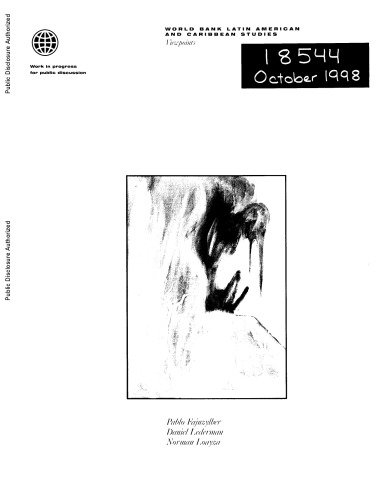 WORLD BANK LATIN AMERICAN
AND CARIBBEAN STUDIES
Viewpoints
Work in progress
for public discussion
18544
October 1998
Public Disclosure Authorized
Public Disclosure Authorized
Pablo Fajnzylber
Daniel Lederman
Norman Loayza